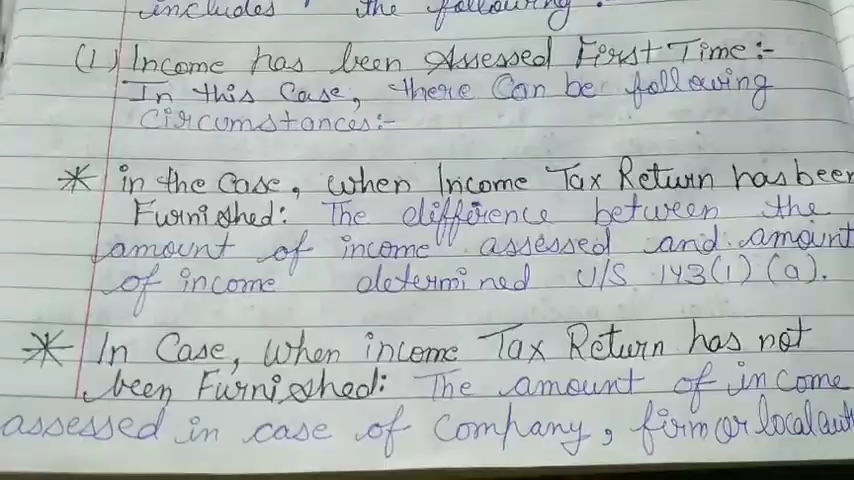 includes the following.
(1) Income has been Assessed First Time:-
In this Case, there Can be following
Circumstances:-
* in the Case, when Income Tax Return has been
Furnished: The difference between the
amount of income assessed and amount
of income determined U/S 143(1)(a).
* In Case, When income Tax Return has not
been Furnished: The amount of income
assessed in case of Company, firm or local aut